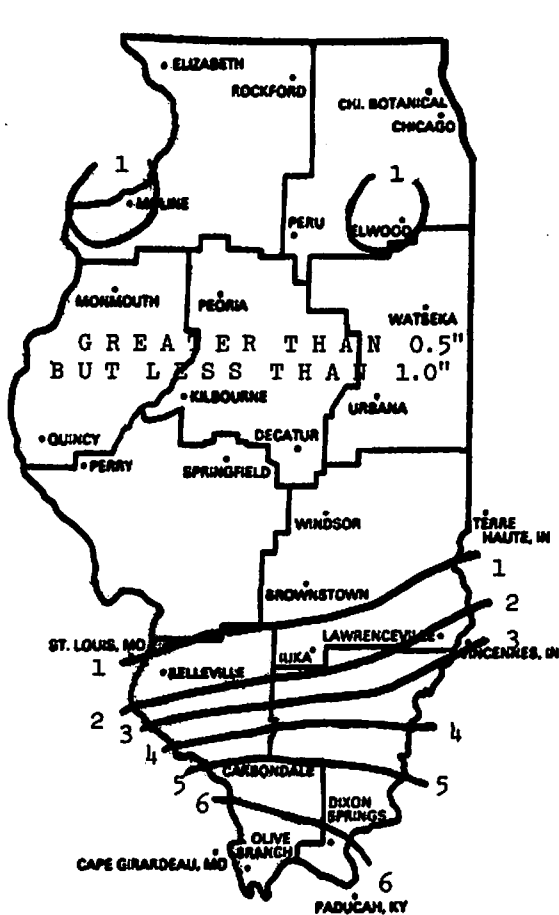 ELIZABETH
ROCKFORD
CHI. BOTANICAL
CHICAGO
1
1
MOLINE
PERU
ELWOOD
MONMOUTH
PEORIA
WATSEKA
GREATER THAN 0.5"
BUT LESS THAN 1.0"
KILBOURNE
URBANA
QUINCY
DECATUR
PERRY
SPRINGFIELD
WINDSOR
TERRE
HAUTE, IN
1
BROWNSTOWN
2
ST. LOUIS, MO
LAWRENCEVILLE
3
1
IUKA
VINCENNES, IN
BELLEVILLE
2
3
4
4
5
CARBONDALE
5
6
DIXON
SPRINGS
OLIVE
BRANCH
CAPE GIRARDEAU, MO
6
PADUCAH, KY